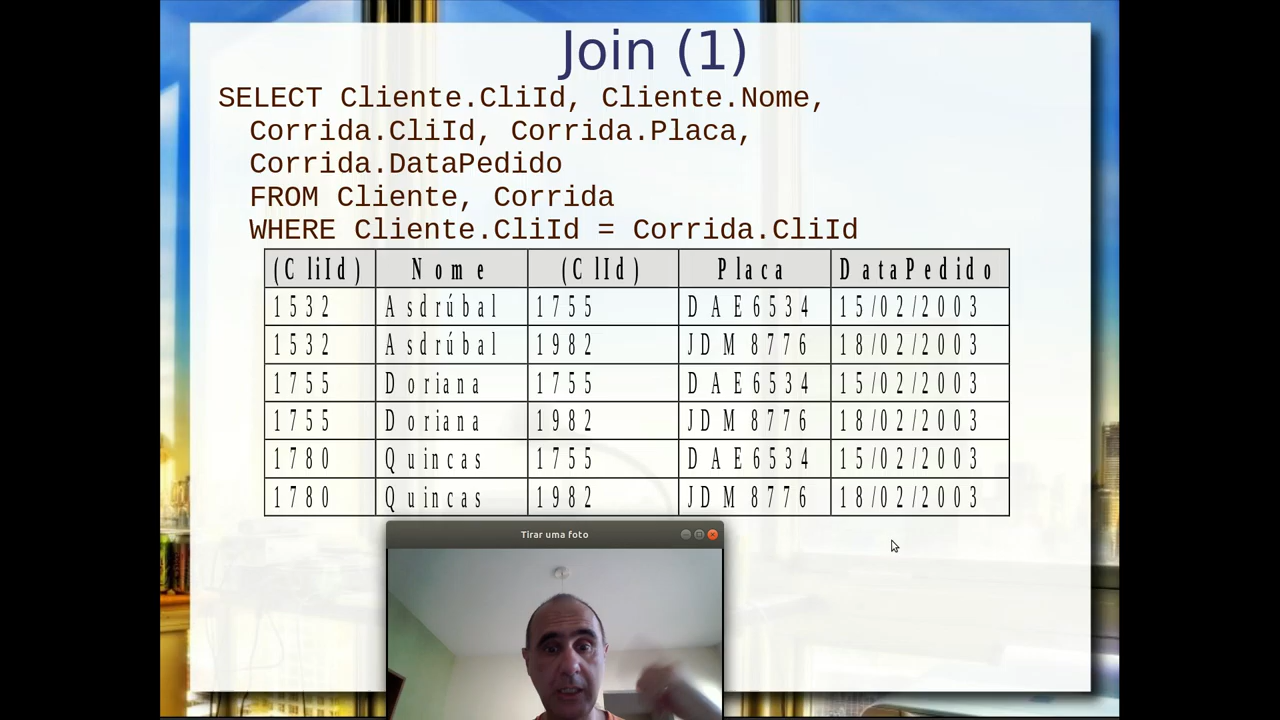 Join (1)
SELECT Cliente.CliId, Cliente.Nome,
Corrida.CliId, Corrida.Placa,
Corrida.DataPedido
FROM Cliente, Corrida
WHERE Cliente.CliId = Corrida.CliId
(CliId) Nome (ClId) Placa DataPedido
1532 Asdrúbal 1755 DAE6534 15/02/2003
1532 Asdrúbal 1982 JDM8776 18/02/2003
1755 Doriana 1755 DAE6534 15/02/2003
1755 Doriana 1982 JDM8776 18/02/2003
1780 Quincas 1755 DAE6534 15/02/2003
1780 Quincas 1982 JDM8776 18/02/2003
Tirar uma foto